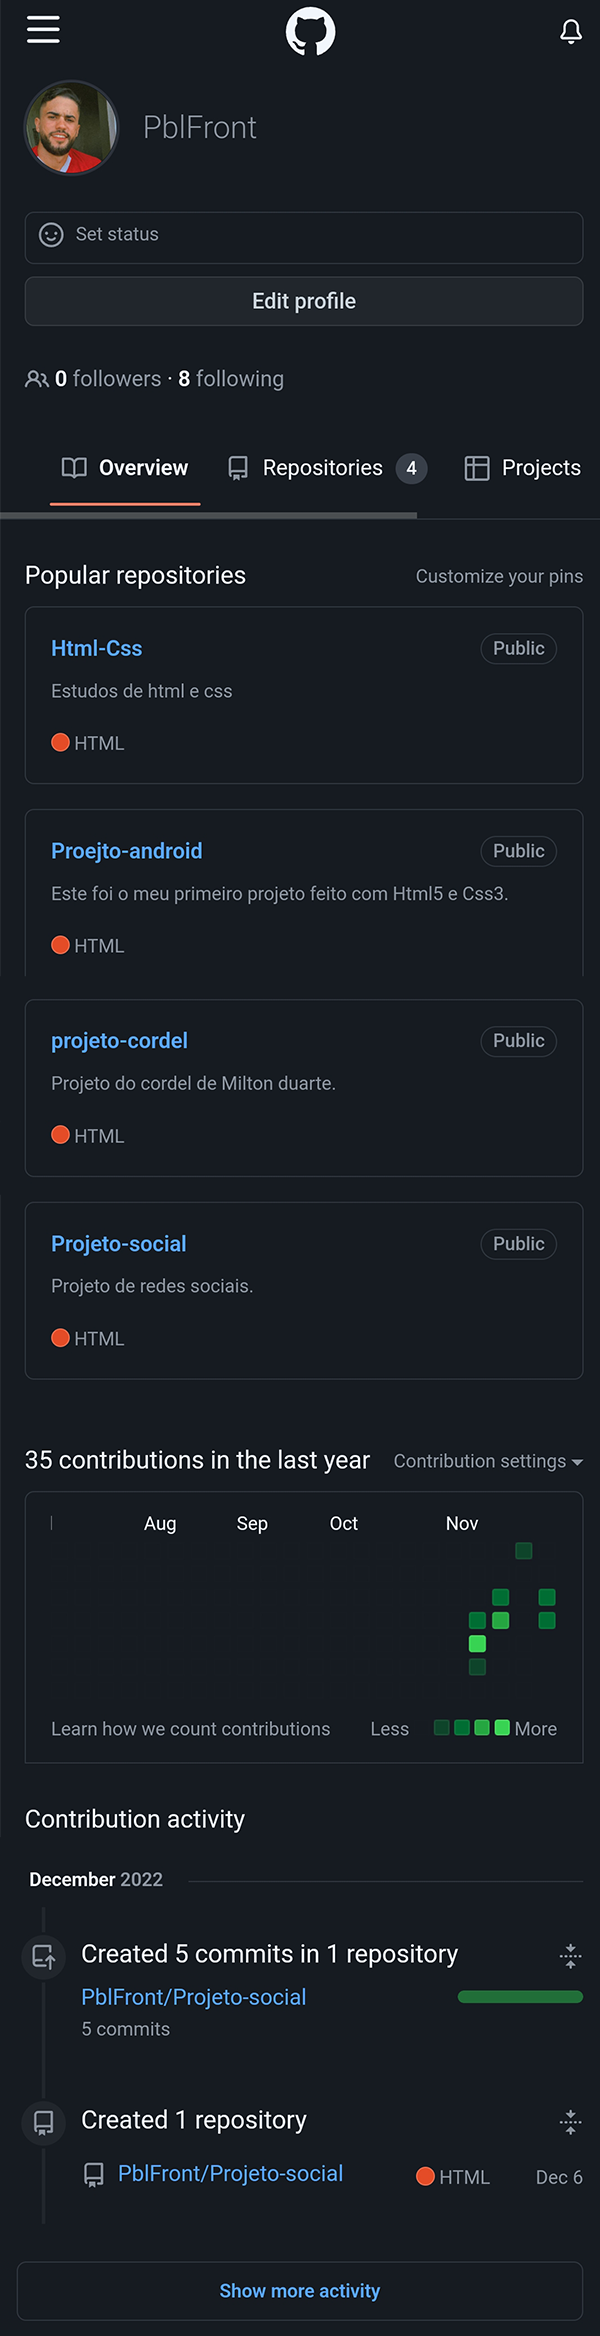 PblFront
Set status
Edit profile
0 followers · 8 following
Overview
Repositories 4
Projects
Popular repositories
Customize your pins
Html-Css
Public
Estudos de html e css
HTML
Proejto-android
Public
Este foi o meu primeiro projeto feito com Html5 e Css3.
HTML
projeto-cordel
Public
Projeto do cordel de Milton duarte.
HTML
Projeto-social
Public
Projeto de redes sociais.
HTML
35 contributions in the last year
Contribution settings
Aug Sep Oct Nov
Learn how we count contributions
Less More
Contribution activity
December 2022
Created 5 commits in 1 repository
PblFront/Projeto-social
5 commits
Created 1 repository
PblFront/Projeto-social
HTML
Dec 6
Show more activity